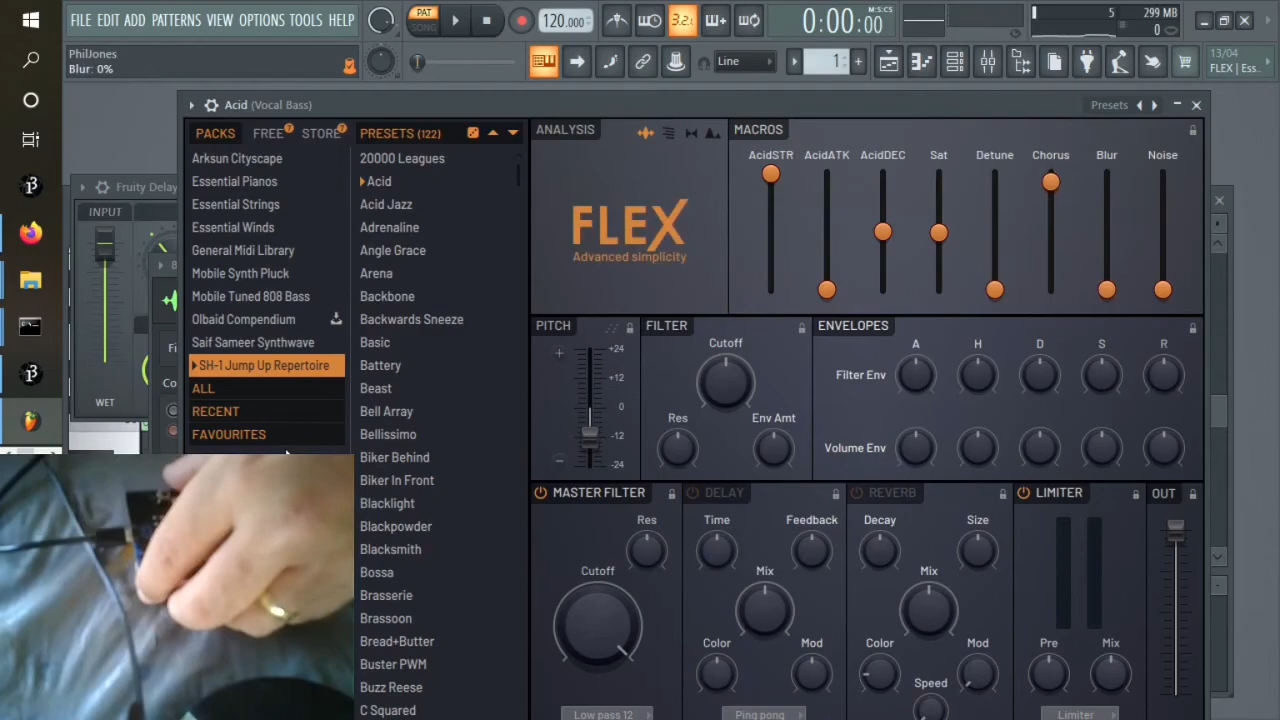 FILE EDIT ADD PATTERNS VIEW OPTIONS TOOLS HELP
PAT
SONG
120.000
3.2.
0:00:00
M:S:CS
5
299 MB
0
PhilJones
Blur: 0%
Line
1
13/04
FLEX | Ess..
Acid (Vocal Bass)
Presets
PACKS
FREE
?
STORE
?
PRESETS (122)
ANALYSIS
MACROS
Arksun Cityscape
Essential Pianos
Essential Strings
Essential Winds
General Midi Library
Mobile Synth Pluck
Mobile Tuned 808 Bass
Olbaid Compendium
Saif Sameer Synthwave
SH-1 Jump Up Repertoire
ALL
RECENT
FAVOURITES
20000 Leagues
Acid
Acid Jazz
Adrenaline
Angle Grace
Arena
Backbone
Backwards Sneeze
Basic
Battery
Beast
Bell Array
Bellissimo
Biker Behind
Biker In Front
Blacklight
Blackpowder
Blacksmith
Bossa
Brasserie
Brassoon
Bread+Butter
Buster PWM
Buzz Reese
C Squared
FLEX
Advanced simplicity
AcidSTR
AcidATK
AcidDEC
Sat
Detune
Chorus
Blur
Noise
PITCH
+24
+12
0
-12
-24
FILTER
Cutoff
Res
Env Amt
ENVELOPES
A
H
D
S
R
Filter Env
Volume Env
MASTER FILTER
Res
Cutoff
Low pass 12
DELAY
Time
Feedback
Mix
Color
Mod
Ping pong
REVERB
Decay
Size
Mix
Color
Mod
Speed
LIMITER
Pre
Mix
Limiter
OUT
Fruity Delay
INPUT
WET
8
Fi
Co